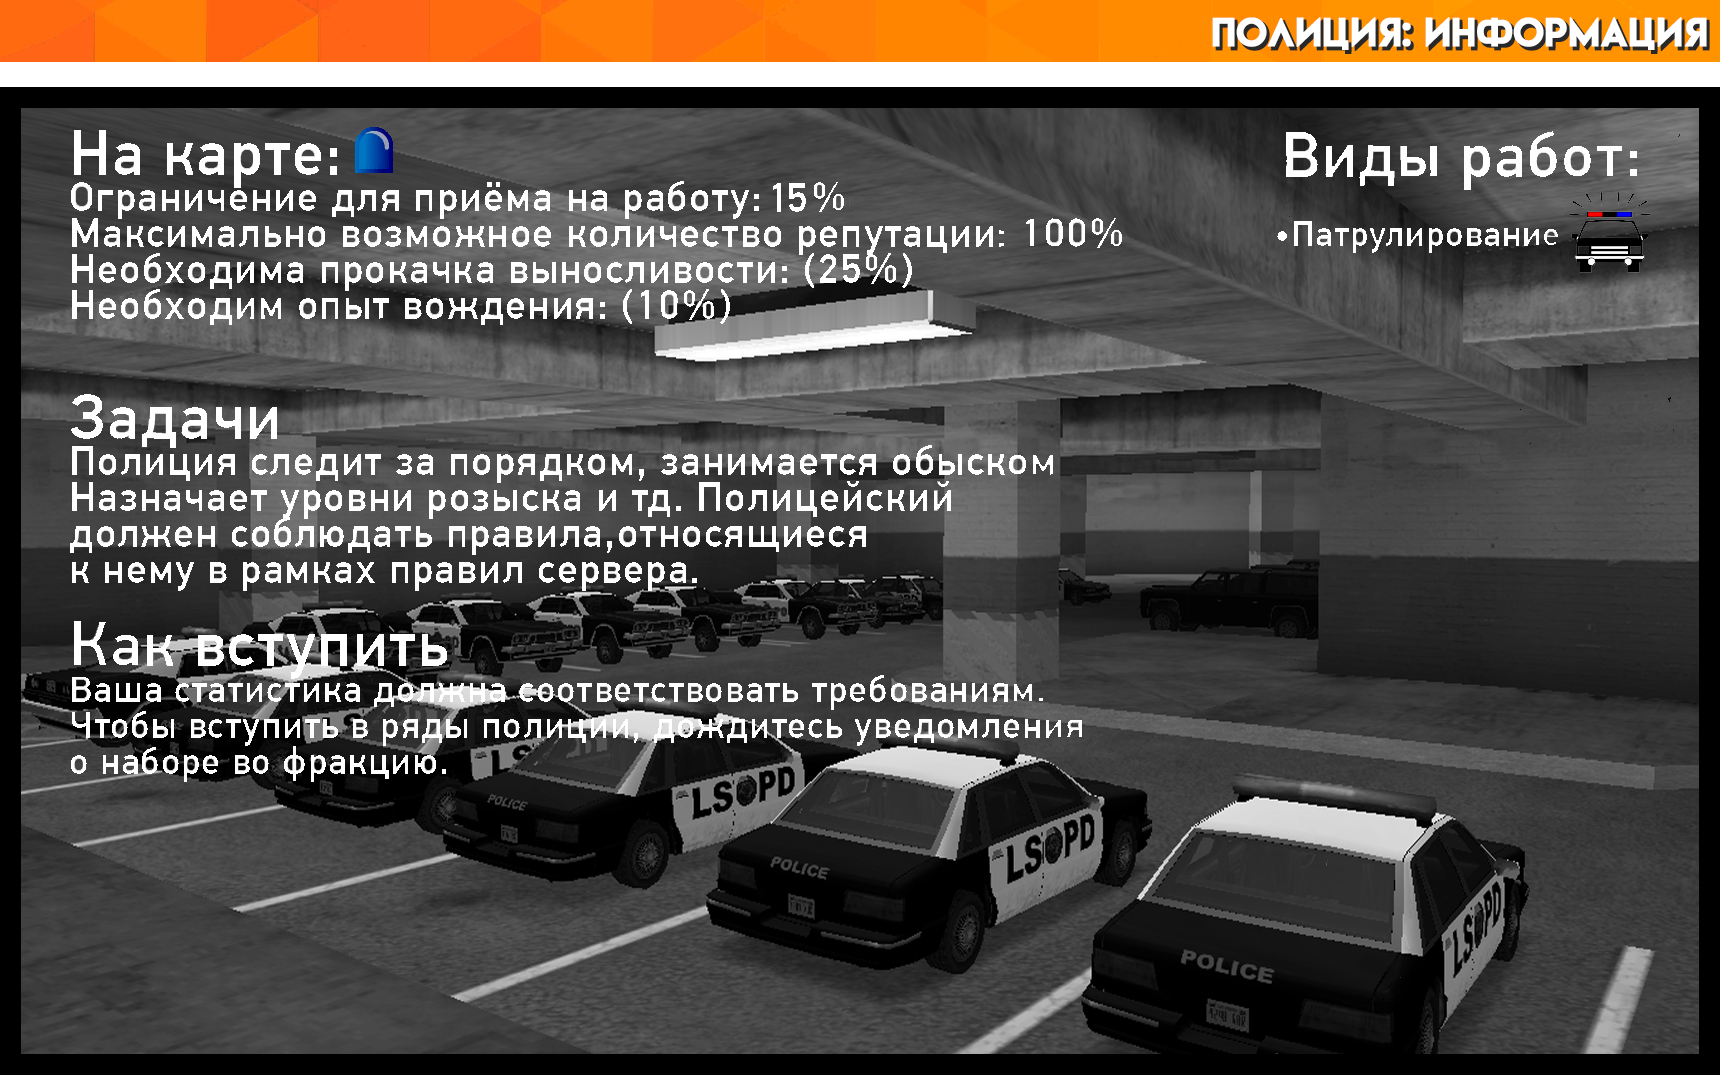 ПОЛИЦИЯ: ИНФОРМАЦИЯ
На карте:
Ограничение для приёма на работу: 15%
Максимально возможное количество репутации: 100%
Необходима прокачка выносливости: (25%)
Необходим опыт вождения: (10%)
Виды работ:
•Патрулирование
Задачи
Полиция следит за порядком, занимается обыском
Назначает уровни розыска и тд. Полицейский
должен соблюдать правила,относящиеся
к нему в рамках правил сервера.
Как вступить
Ваша статистика должна соответствовать требованиям.
Чтобы вступить в ряды полиции, дождитесь уведомления
о наборе во фракцию.
POLICE
LSPD
POLICE
LSPD
POLICE
LSPD